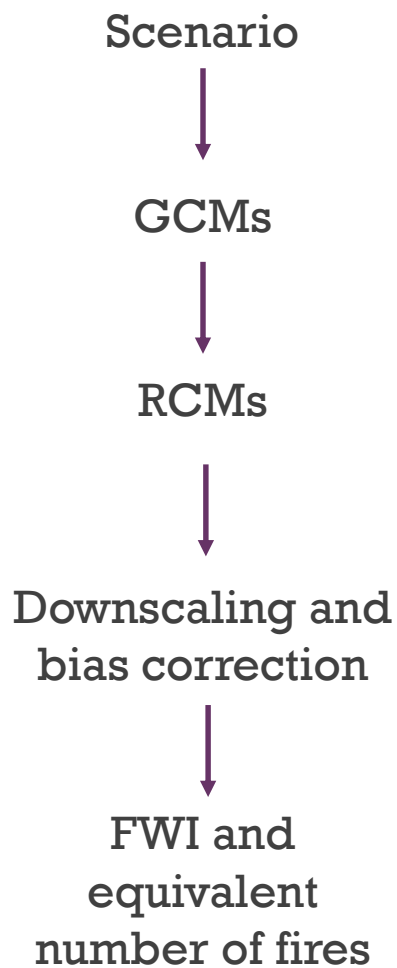 Scenario
GCMs
RCMs
Downscaling and
bias correction
FWI and
equivalent
number of fires